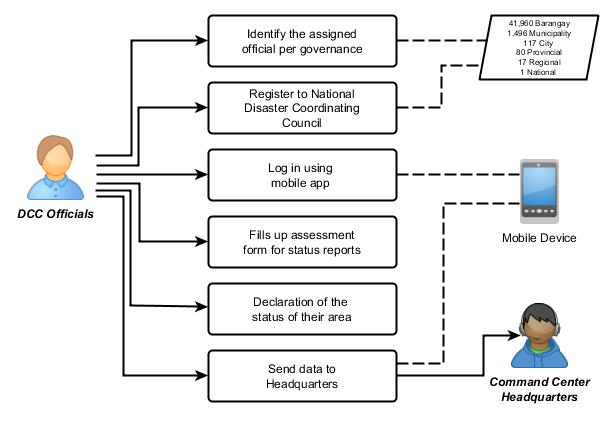 Identify the assigned
official per governance
41,960 Barangay
1,496 Municipality
117 City
80 Provincial
17 Regional
1 National
Register to National
Disaster Coordinating
Council
Log in using
mobile app
DCC Officials
Mobile Device
Fills up assessment
form for status reports
Declaration of the
status of their area
Send data to
Headquarters
Command Center
Headquarters